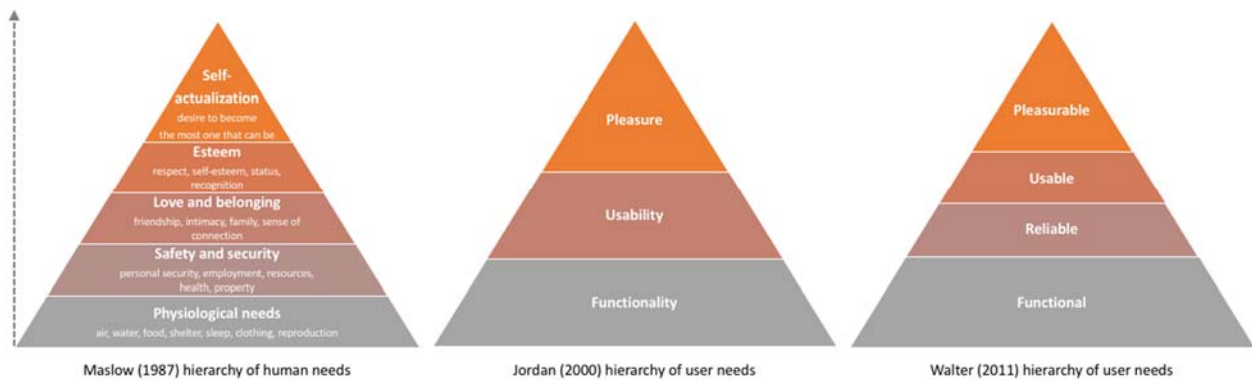 Self-
actualization
desire to become
the most one that can be
Esteem
respect, self-esteem, status,
recognition
Love and belonging
friendship, intimacy, family, sense of
connection
Safety and security
personal security, employment, resources,
health, property
Physiological needs
air, water, food, shelter, sleep, clothing, reproduction
Maslow (1987) hierarchy of human needs
Pleasure
Usability
Functionality
Jordan (2000) hierarchy of user needs
Pleasurable
Usable
Reliable
Functional
Walter (2011) hierarchy of user needs